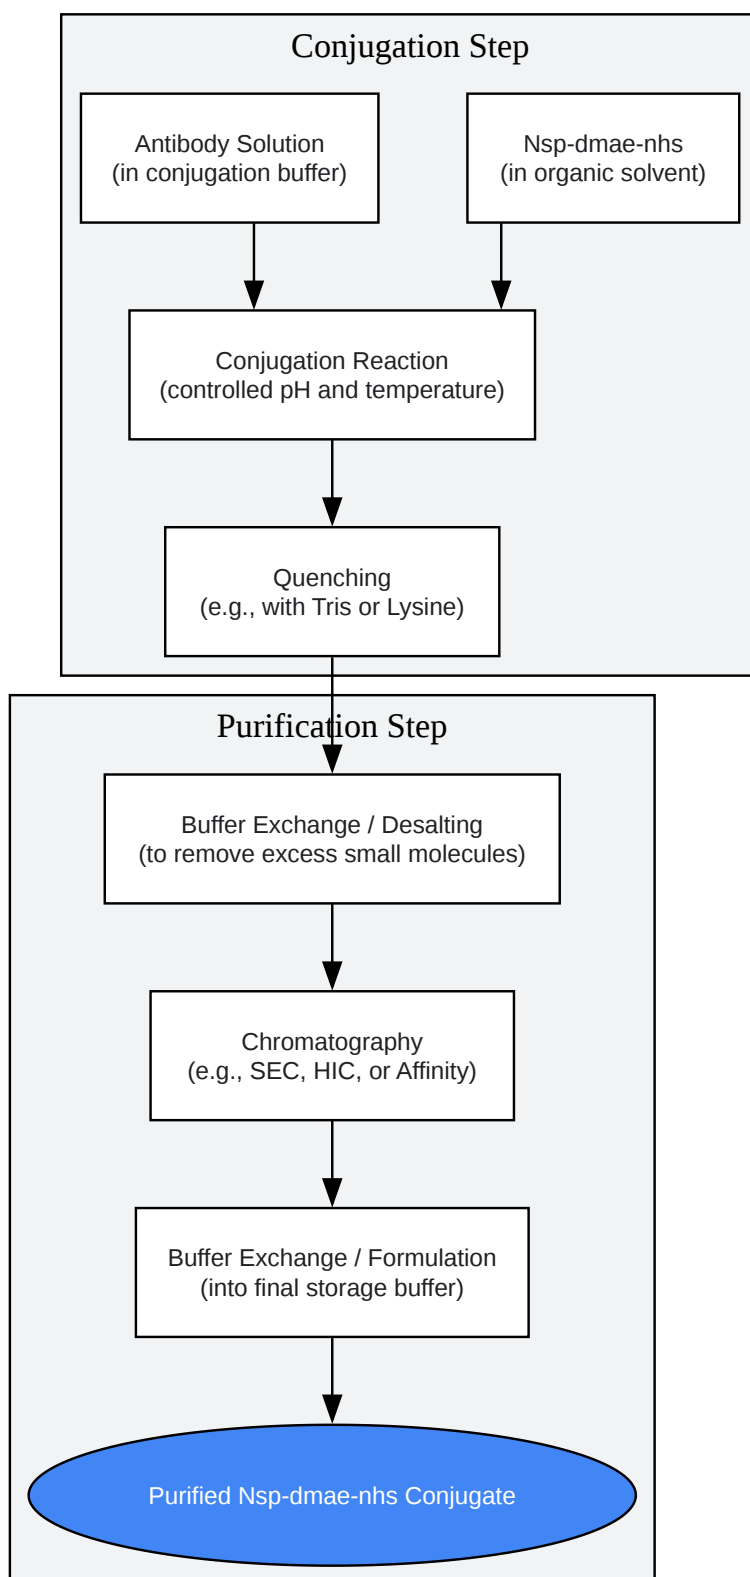 Conjugation Step
Antibody Solution
(in conjugation buffer)
Nsp-dmae-nhs
(in organic solvent)
Conjugation Reaction
(controlled pH and temperature)
Quenching
(e.g., with Tris or Lysine)
Purification Step
Buffer Exchange / Desalting
(to remove excess small molecules)
Chromatography
(e.g., SEC, HIC, or Affinity)
Buffer Exchange / Formulation
(into final storage buffer)
Purified Nsp-dmae-nhs Conjugate